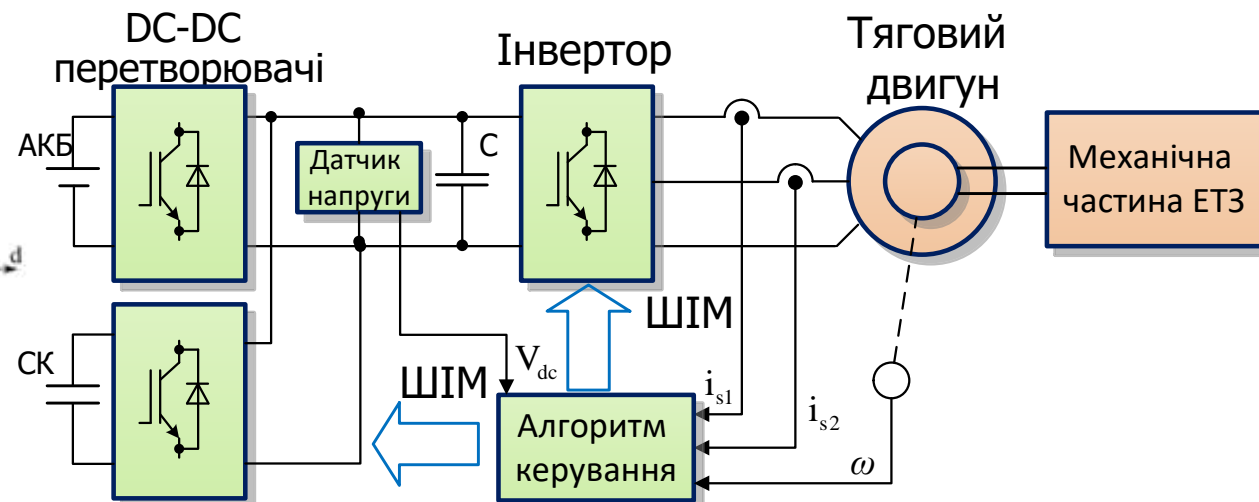 DC-DC
перетворювачі
Інвертор
Тяговий
двигун
АКБ
Датчик
напруги
C
Механічна
частина ЕТЗ
d
СК
ШІМ
V dc
ШІМ
i s1
i s2
ω
Алгоритм
керування